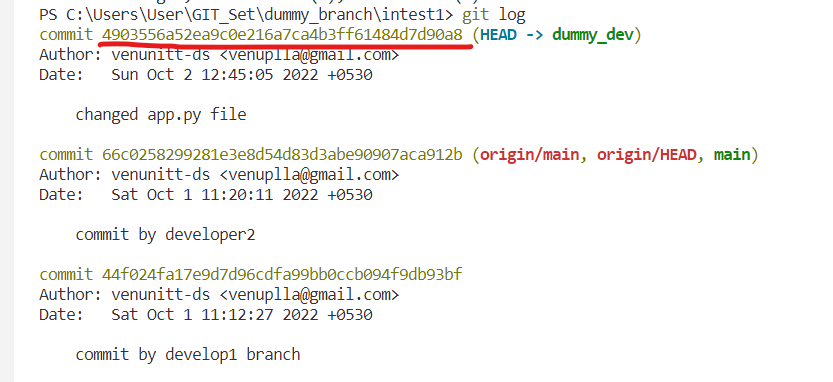 PS C:\Users\User\GIT_Set\dummy_branch\intest1> git log
commit 4903556a52ea9c0e216a7ca4b3ff61484d7d90a8 (HEAD -> dummy_dev)
Author: venunitt-ds <venuplla@gmail.com>
Date:   Sun Oct 2 12:45:05 2022 +0530
changed app.py file
commit 66c0258299281e3e8d54d83d3abe90907aca912b (origin/main, origin/HEAD, main)
Author: venunitt-ds <venuplla@gmail.com>
Date:   Sat Oct 1 11:20:11 2022 +0530
commit by developer2
commit 44f024fa17e9d7d96cdfa99bb0ccb094f9db93bf
Author: venunitt-ds <venuplla@gmail.com>
Date:   Sat Oct 1 11:12:27 2022 +0530
commit by develop1 branch